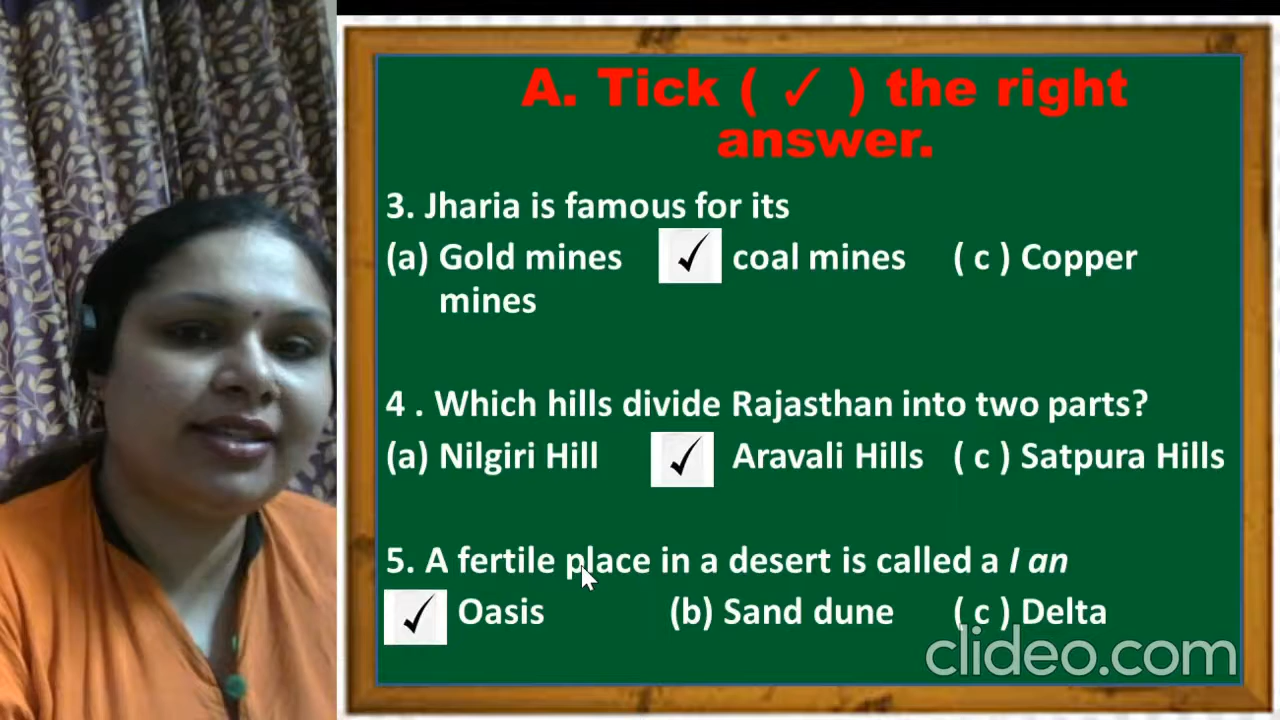 A. Tick ( ✓ ) the right
answer.
3. Jharia is famous for its
(a) Gold mines ✓ coal mines ( c ) Copper
mines
4 . Which hills divide Rajasthan into two parts?
(a) Nilgiri Hill ✓ Aravali Hills ( c ) Satpura Hills
5. A fertile place in a desert is called a I an
✓ Oasis (b) Sand dune ( c ) Delta
clideo.com